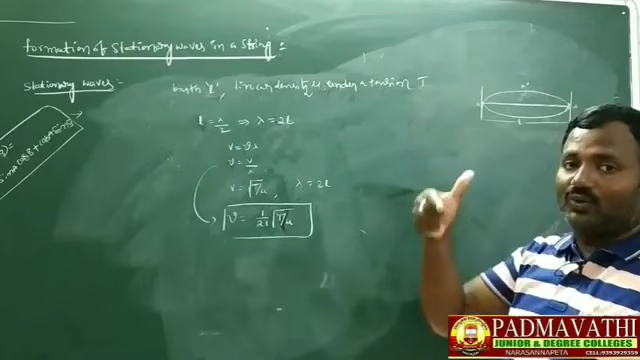 formation of Stationary waves in a String :-
Stationary waves :-
length 'l', linear density μ, under a tension T
l = λ/2 ⇒ λ = 2l
v = νλ
ν = v/λ
v = √T/μ , λ = 2l
ν = 1/2l √T/μ
l
PADMAVATHI
JUNIOR & DEGREE COLLEGES
NARASANNAPETA